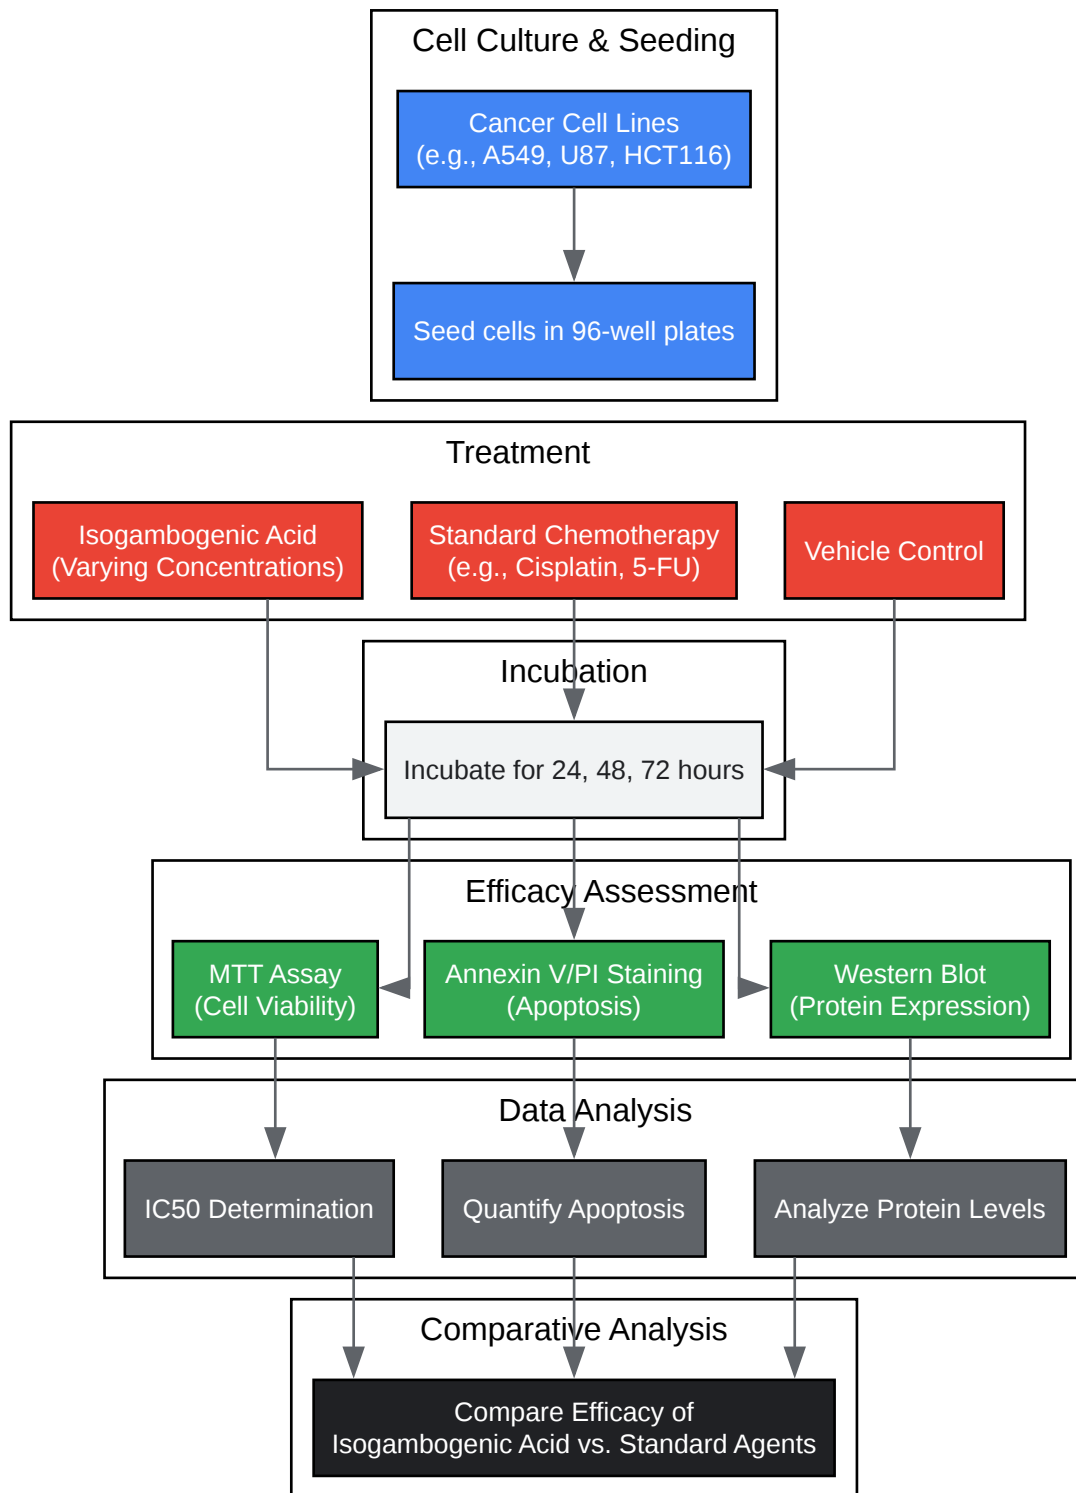 Cell Culture & Seeding
Cancer Cell Lines
(e.g., A549, U87, HCT116)
Seed cells in 96-well plates
Treatment
Isogambogenic Acid
(Varying Concentrations)
Standard Chemotherapy
(e.g., Cisplatin, 5-FU)
Vehicle Control
Incubation
Incubate for 24, 48, 72 hours
Efficacy Assessment
MTT Assay
(Cell Viability)
Annexin V/PI Staining
(Apoptosis)
Western Blot
(Protein Expression)
Data Analysis
IC50 Determination
Quantify Apoptosis
Analyze Protein Levels
Comparative Analysis
Compare Efficacy of
Isogambogenic Acid vs. Standard Agents